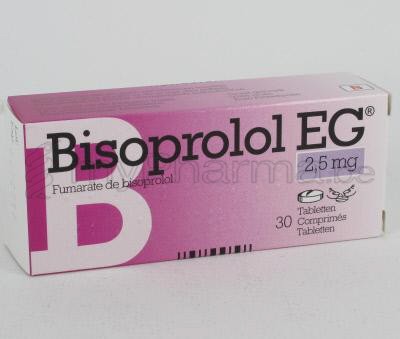 B
Bisoprolol EG®
2,5 mg
Fumarate de bisoprolol
30
Tabletten
Comprimés
Tabletten